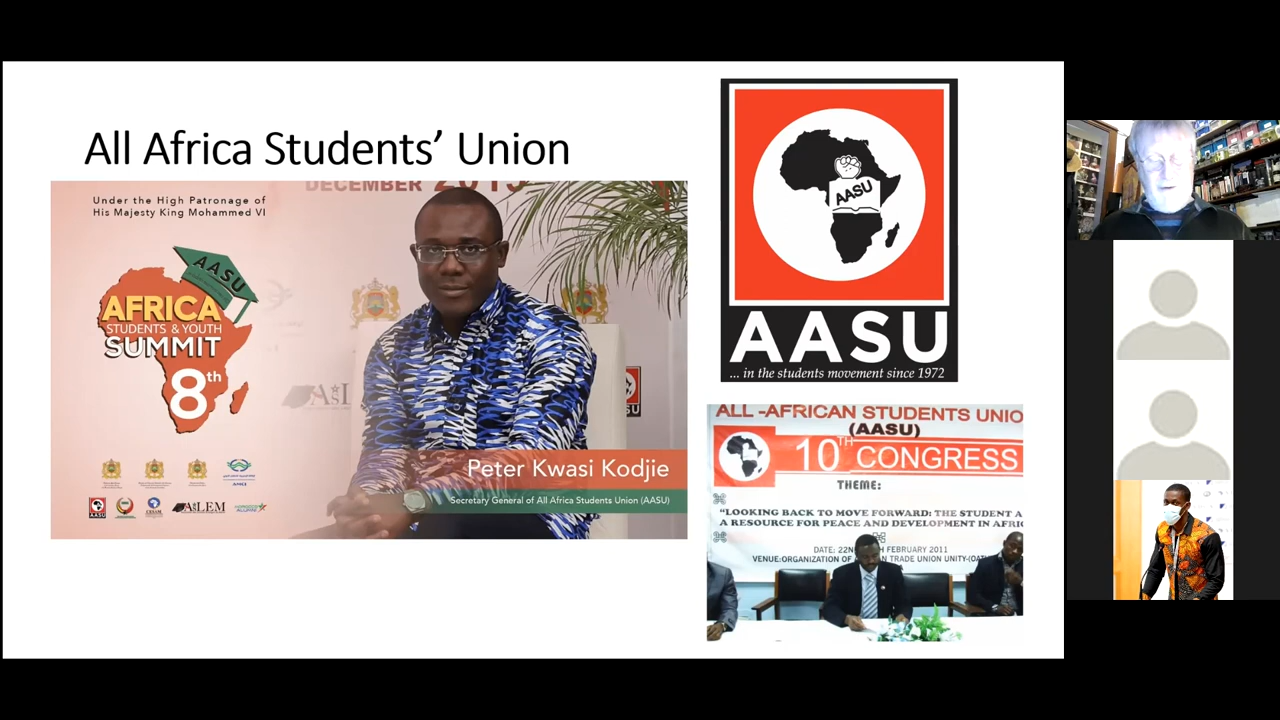 All Africa Students’ Union
DECEMBER 2019
Under the High Patronage of
His Majesty King Mohammed VI
AASU
AFRICA
STUDENTS & YOUTH
SUMMIT
8th
Peter Kwasi Kodjie
Secretary General of All Africa Students Union (AASU)
AASU
AASU
... in the students movement since 1972
ALL -AFRICAN STUDENTS UNIO
(AASU)
10TH CONGRESS
THEME:
“LOOKING BACK TO MOVE FORWARD: THE STUDENT A
A RESOURCE FOR PEACE AND DEVELOPMENT IN AFRIC
FEBRUARY 2011
VENUE:ORGANIZATION OF TRADE UNION UNITY-(OAT